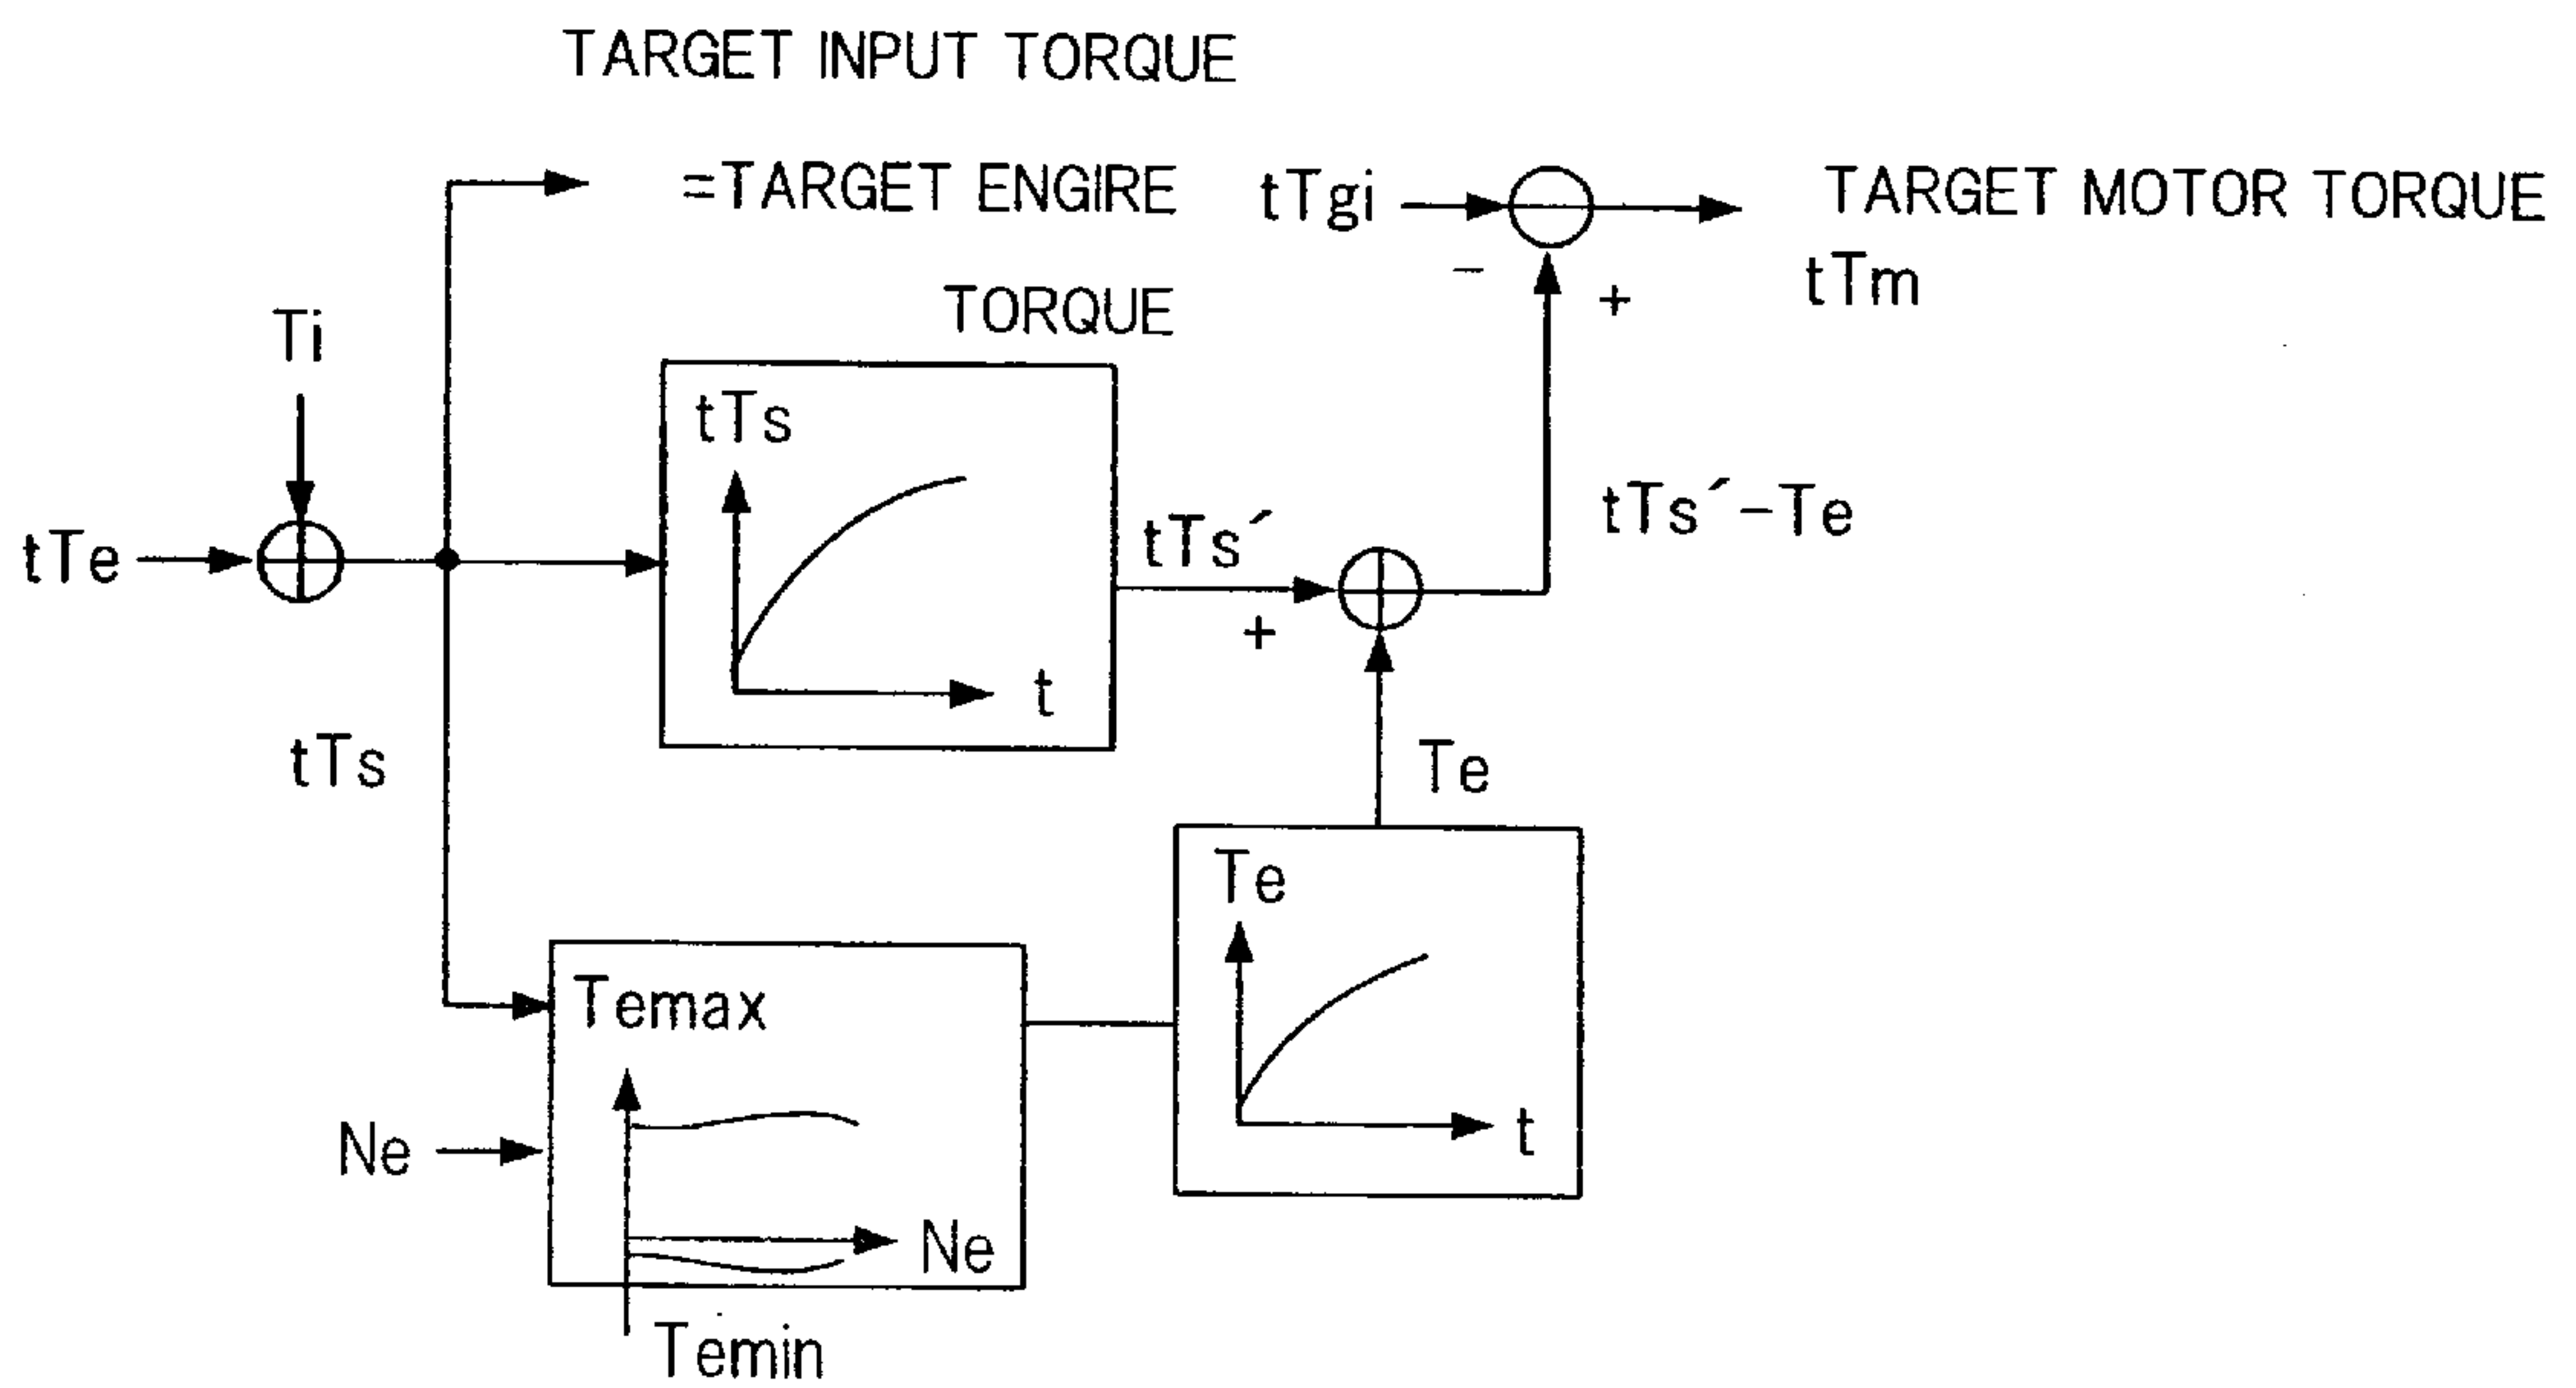 TARGET INPUT TORQUE
=TARGET ENGIRE
TORQUE
tTgi
TARGET MOTOR TORQUE
tTm
-
+
Ti
tTe
tTs
t
tTs´
+
tTs´-Te
tTs
Te
Te
t
Temax
Ne
Ne
Temin